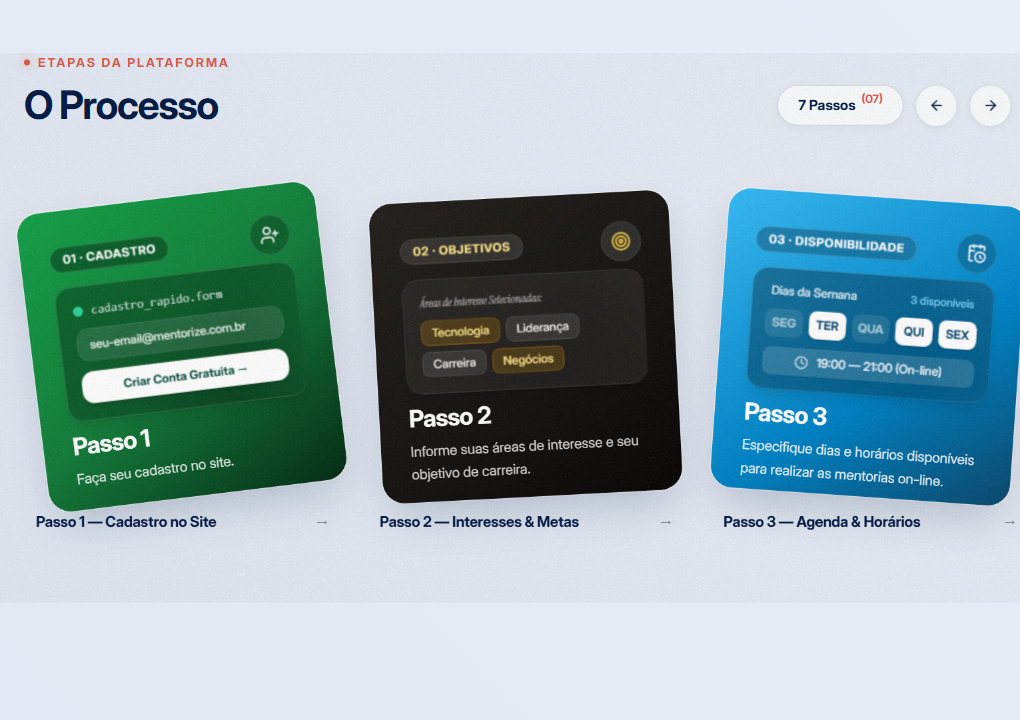 • ETAPAS DA PLATAFORMA
O Processo
7 Passos (07)
← →
01 · CADASTRO
cadastro_rapido.form
seu-email@mentorize.com.br
Criar Conta Gratuita →
Passo 1
Faça seu cadastro no site.
Passo 1 — Cadastro no Site →
02 · OBJETIVOS
Áreas de Interesse Selecionadas:
Tecnologia Liderança
Carreira Negócios
Passo 2
Informe suas áreas de interesse e seu
objetivo de carreira.
Passo 2 — Interesses & Metas →
03 · DISPONIBILIDADE
Dias da Semana 3 disponíveis
SEG TER QUA QUI SEX
19:00 — 21:00 (On-line)
Passo 3
Especifique dias e horários disponíveis
para realizar as mentorias on-line.
Passo 3 — Agenda & Horários →